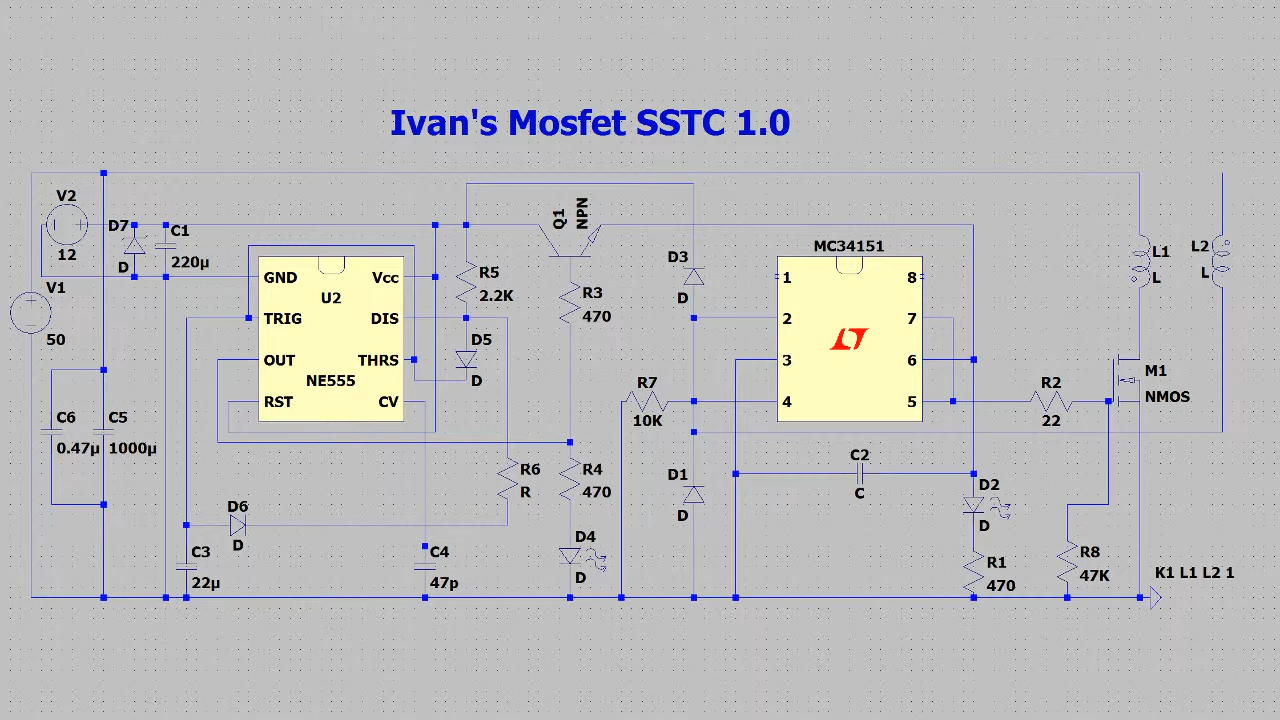 Ivan's Mosfet SSTC 1.0
V2
12
D7
D
C1
220µ
V1
50
C6
0.47µ
C5
1000µ
GND
TRIG
OUT
RST
U2
NE555
Vcc
DIS
THRS
CV
R5
2.2K
D5
D
Q1
NPN
R3
470
D3
D
R7
10K
R6
R
R4
470
D4
D
D6
D
C3
22µ
C4
47p
D1
D
MC34151
1
2
3
4
8
7
6
5
C2
C
D2
D
R1
470
R2
22
R8
47K
M1
NMOS
L1
L
L2
L
K1 L1 L2 1